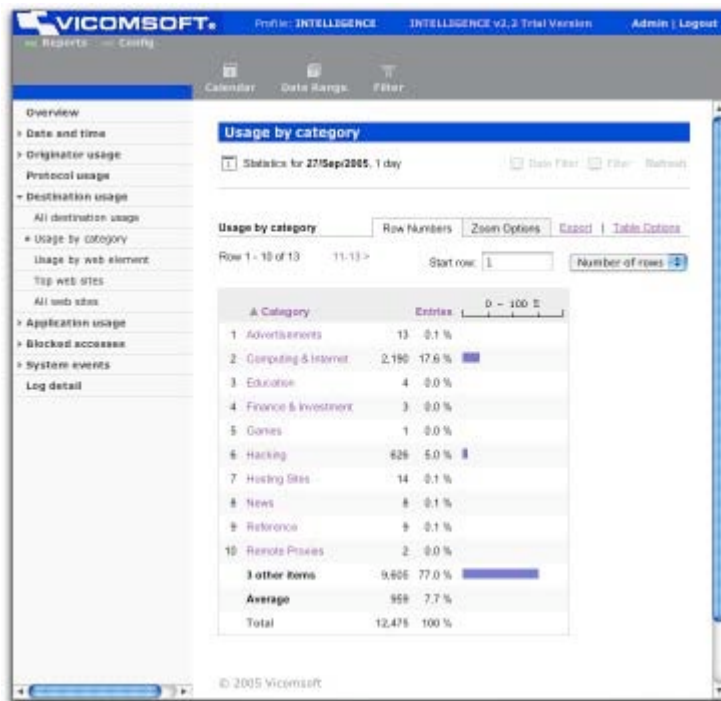 VICOMSOFT.
Profile: INTELLIGENCE
INTELLIGENCE v2.2 Trial Version
Admin | Logout
Reports
Config
Calendar
Date Range
Filter
Overview
Date and time
Originator usage
Protocol usage
Destination usage
All destination usage
Usage by category
Usage by web element
Top web sites
All web sites
Application usage
Blocked accesses
System events
Log detail
Usage by category
Statistics for 27/Sep/2005, 1 day
Date Filter
Filter
Refresh
Usage by category
Row Numbers
Zoom Options
Export | Table Options
Row 1 - 10 of 13
11-13 >
Start row: 1
Number of rows
Category Entries 0 - 100 %
1 Advertisements 13 0.1 %
2 Computing & Internet 2,190 17.6 %
3 Education 4 0.0 %
4 Finance & Investment 3 0.0 %
5 Games 1 0.0 %
6 Hacking 626 5.0 %
7 Hosting Sites 14 0.1 %
8 News 8 0.1 %
9 Reference 9 0.1 %
10 Remote Proxies 2 0.0 %
3 other items 9,605 77.0 %
Average 959 7.7 %
Total 12,475 100 %
© 2005 Vicomsoft